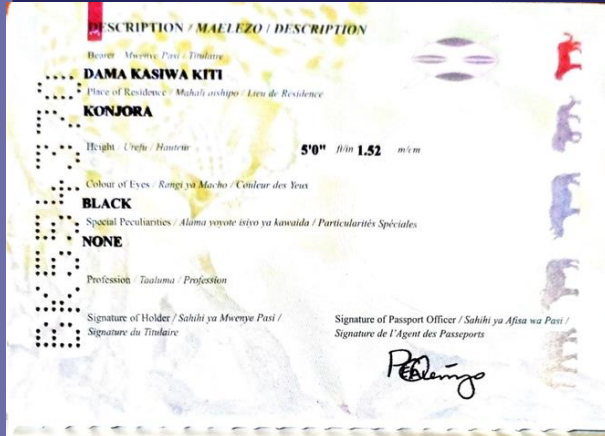 DESCRIPTION / MAELEZO / DESCRIPTION
Bearer / Mwenye Pasi / Titulaire
DAMA KASIWA KITI
Place of Residence / Mahali aishipo / Lieu de Residence
KONJORA
Height / Urefu / Hauteur 5'0" ft/in 1.52 m/cm
Colour of Eyes / Rangi ya Macho / Couleur des Yeux
BLACK
Special Peculiarities / Alama yoyote isiyo ya kawaida / Particularités Spéciales
NONE
Profession / Taaluma / Profession
Signature of Holder / Sahihi ya Mwenye Pasi /
Signature du Titulaire
Signature of Passport Officer / Sahihi ya Afisa wa Pasi /
Signature de l'Agent des Passeports